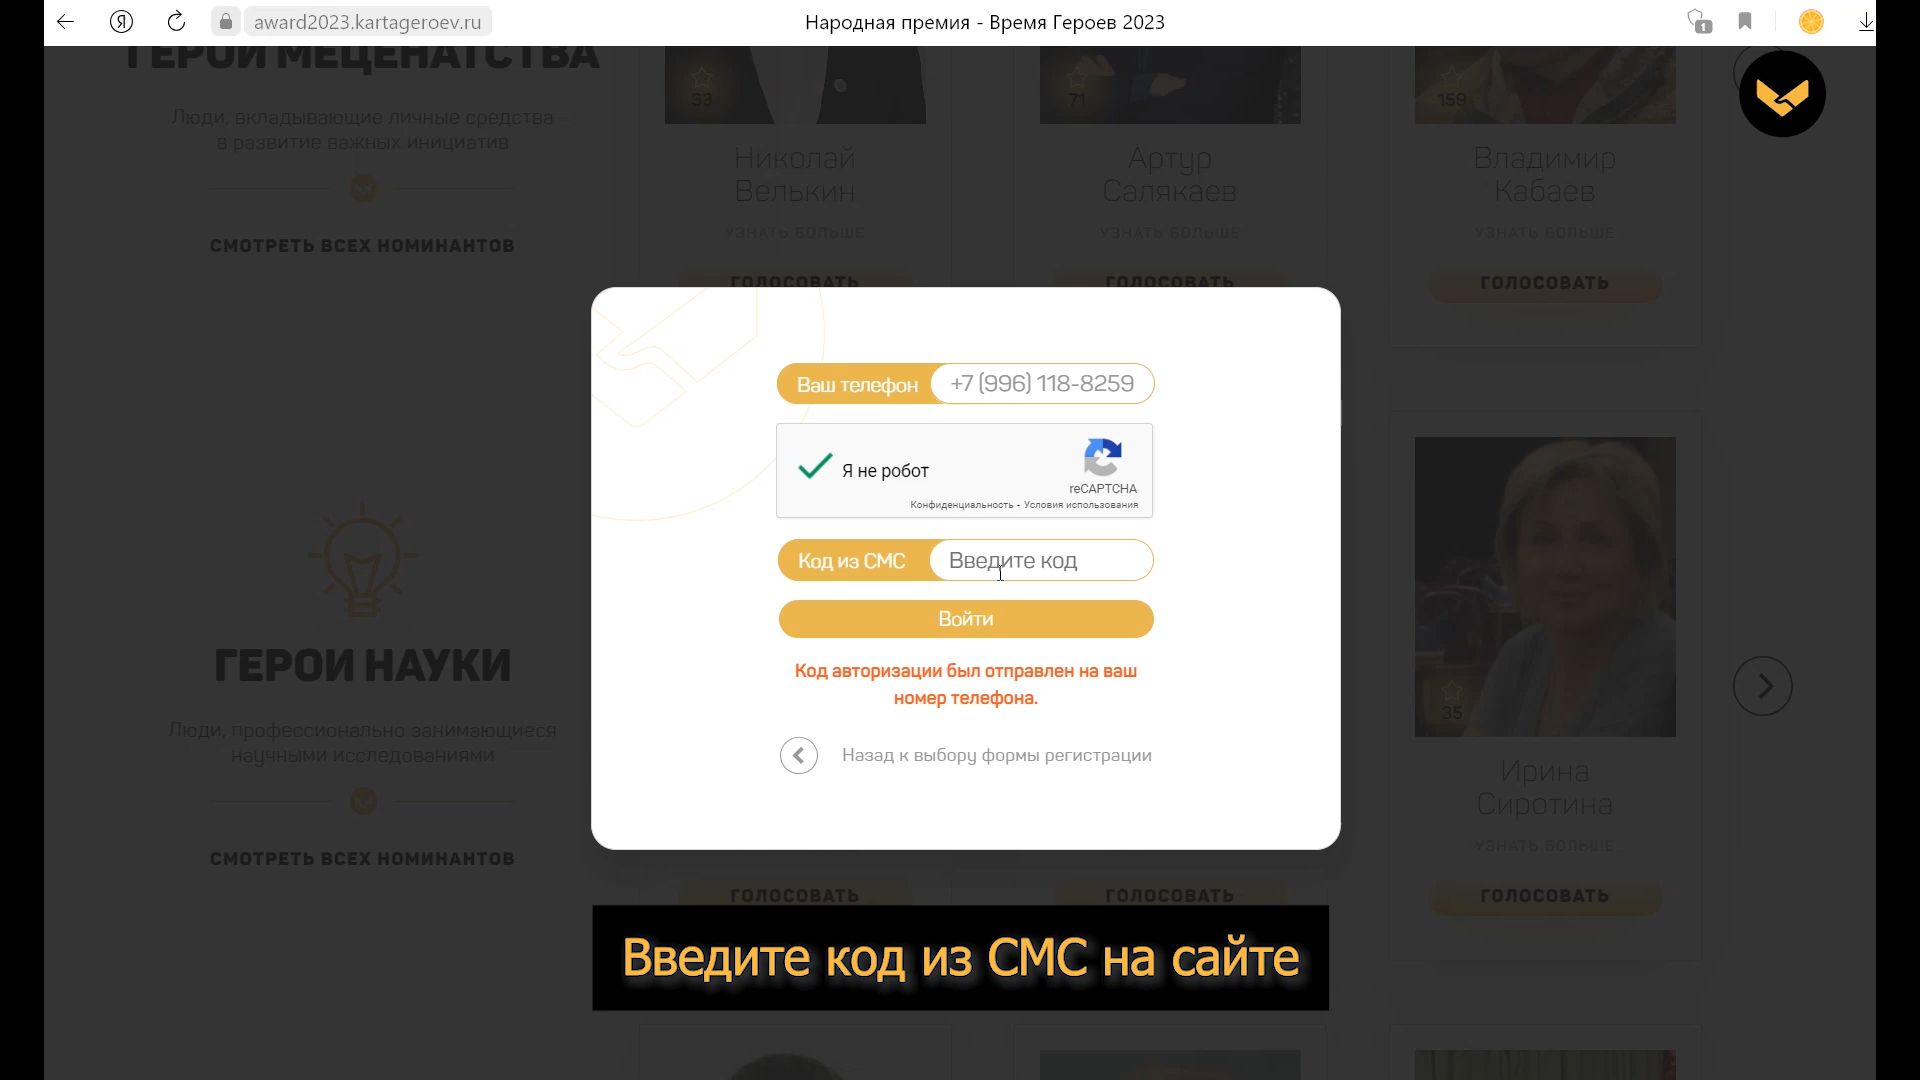 award2023.kartageroev.ru
Народная премия - Время Героев 2023
1
ГЕРОИ МЕЦЕНАТСТВА
Люди, вкладывающие личные средства
в развитие важных инициатив
СМОТРЕТЬ ВСЕХ НОМИНАНТОВ
33
Николай
Велькин
УЗНАТЬ БОЛЬШЕ
ГОЛОСОВАТЬ
71
Артур
Салякаев
УЗНАТЬ БОЛЬШЕ
ГОЛОСОВАТЬ
159
Владимир
Кабаев
УЗНАТЬ БОЛЬШЕ
ГОЛОСОВАТЬ
Ваш телефон
+7 (996) 118-8259
Я не робот
reCAPTCHA
Конфиденциальность - Условия использования
Код из СМС
Введите код
Войти
Код авторизации был отправлен на ваш
номер телефона.
Назад к выбору формы регистрации
ГЕРОИ НАУКИ
Люди, профессионально занимающиеся
научными исследованиями
СМОТРЕТЬ ВСЕХ НОМИНАНТОВ
ГОЛОСОВАТЬ
ГОЛОСОВАТЬ
35
Ирина
Сиротина
УЗНАТЬ БОЛЬШЕ
ГОЛОСОВАТЬ
Введите код из СМС на сайте